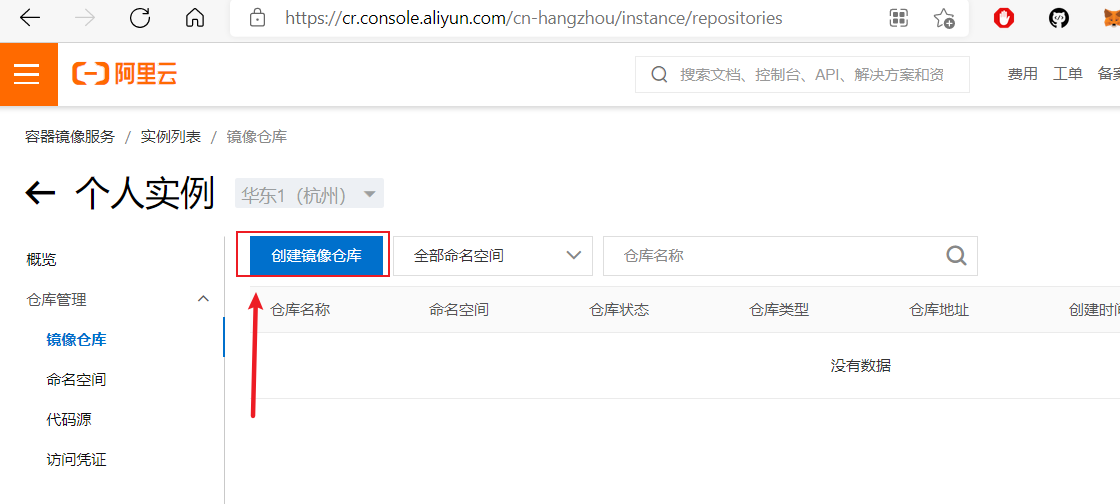 https://cr.console.aliyun.com/cn-hangzhou/instance/repositories
阿里云
搜索文档、控制台、API、解决方案和资
费用 工单 备案
容器镜像服务 / 实例列表 / 镜像仓库
个人实例 华东1（杭州）
创建镜像仓库 全部命名空间 仓库名称
概览
仓库管理
仓库名称 命名空间 仓库状态 仓库类型 仓库地址 创建时间
镜像仓库
没有数据
命名空间
代码源
访问凭证